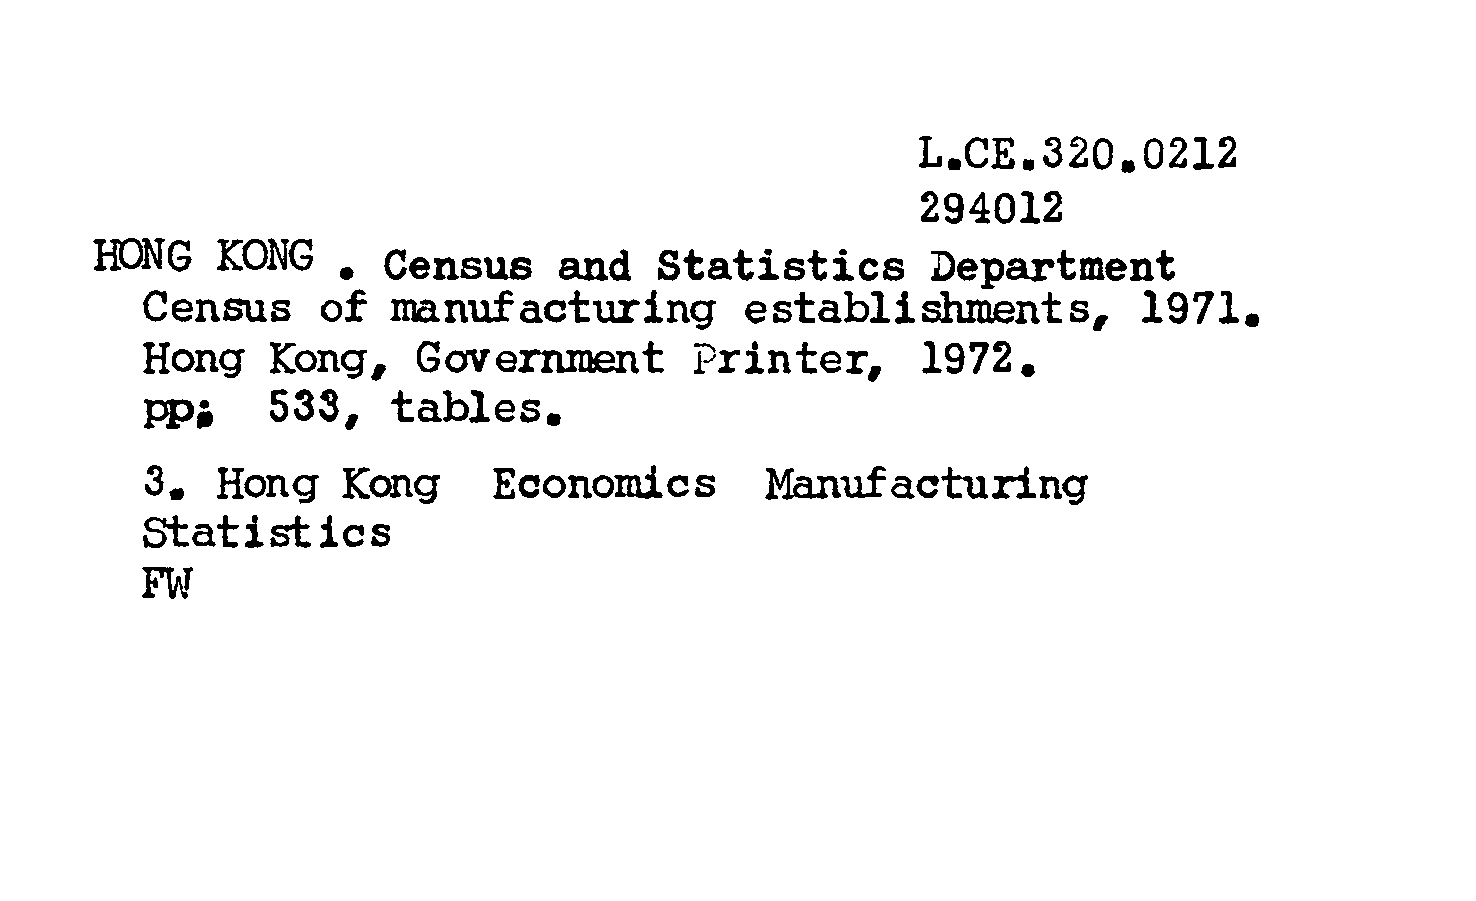 L.CE.320.0212
294012
HONG KONG . Census and Statistics Department
Census of manufacturing establishments, 1971.
Hong Kong, Government Printer, 1972.
pp; 533, tables.
3. Hong Kong Economics Manufacturing
Statistics
FW